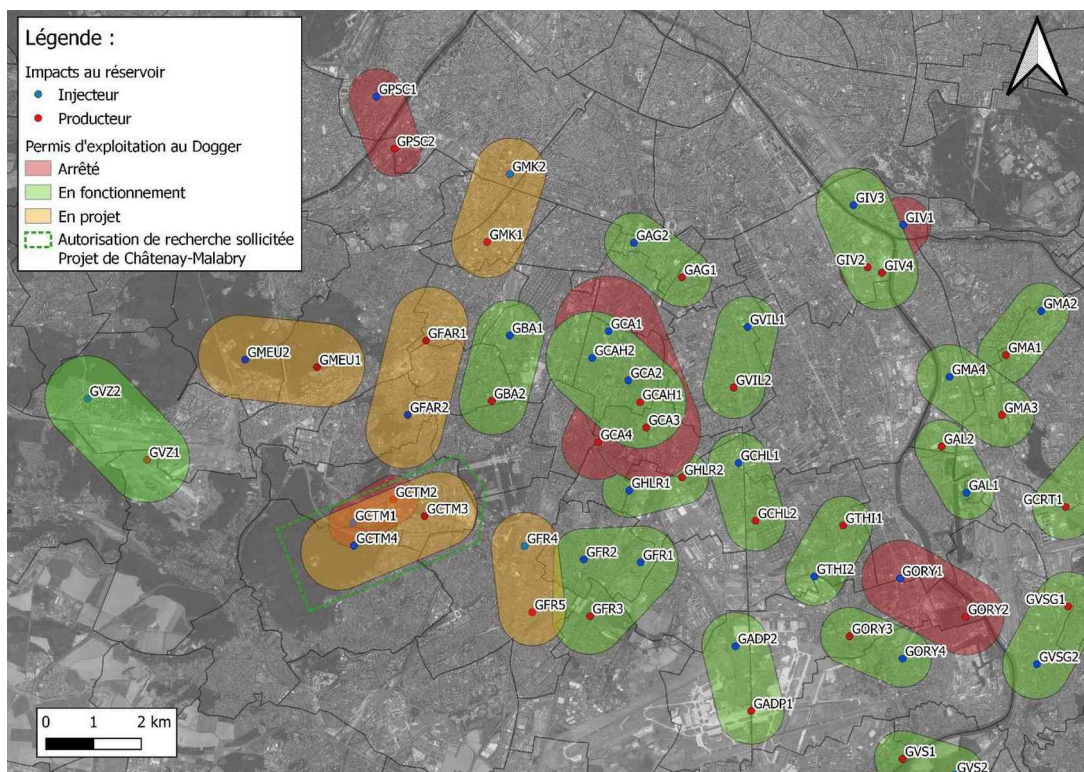 Légende :
Impacts au réservoir
Injecteur
Producteur
Permis d'exploitation au Dogger
Arrêté
En fonctionnement
En projet
Autorisation de recherche sollicitée
Projet de Châtenay-Malabry
GPSC1
GPSC2
GMK2
GMK1
GIV3
GIV1
GIV2
GIV4
GAG2
GAG1
GMA2
GMA1
GMA4
GMA3
GFAR1
GFAR2
GBA1
GBA2
GCA1
GCAH2
GCA2
GCAH1
GCA3
GCA4
GVIL1
GVIL2
GMEU2
GMEU1
GVZ2
GVZ1
GHLR2
GHLR1
GCHL1
GCHL2
GAL2
GAL1
GCRT1
GCTM2
GCTM1
GCTM3
GCTM4
GTHI1
GTHI2
GFR4
GFR2
GFR1
GFR5
GFR3
GORY1
GORY2
GORY3
GORY4
GVSG1
GVSG2
GADP2
GADP1
GVS1
GVS2
0 1 2 km